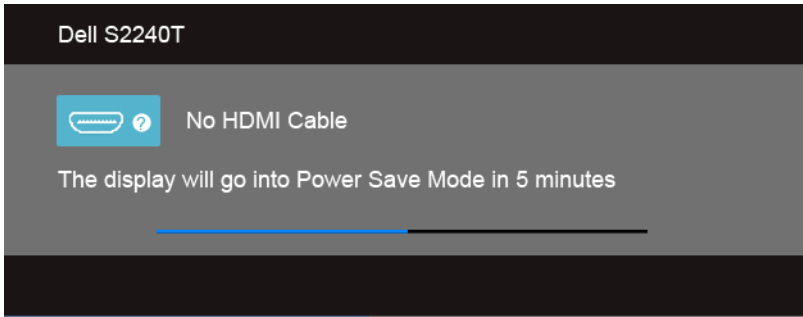 Dell S2240T
No HDMI Cable
The display will go into Power Save Mode in 5 minutes